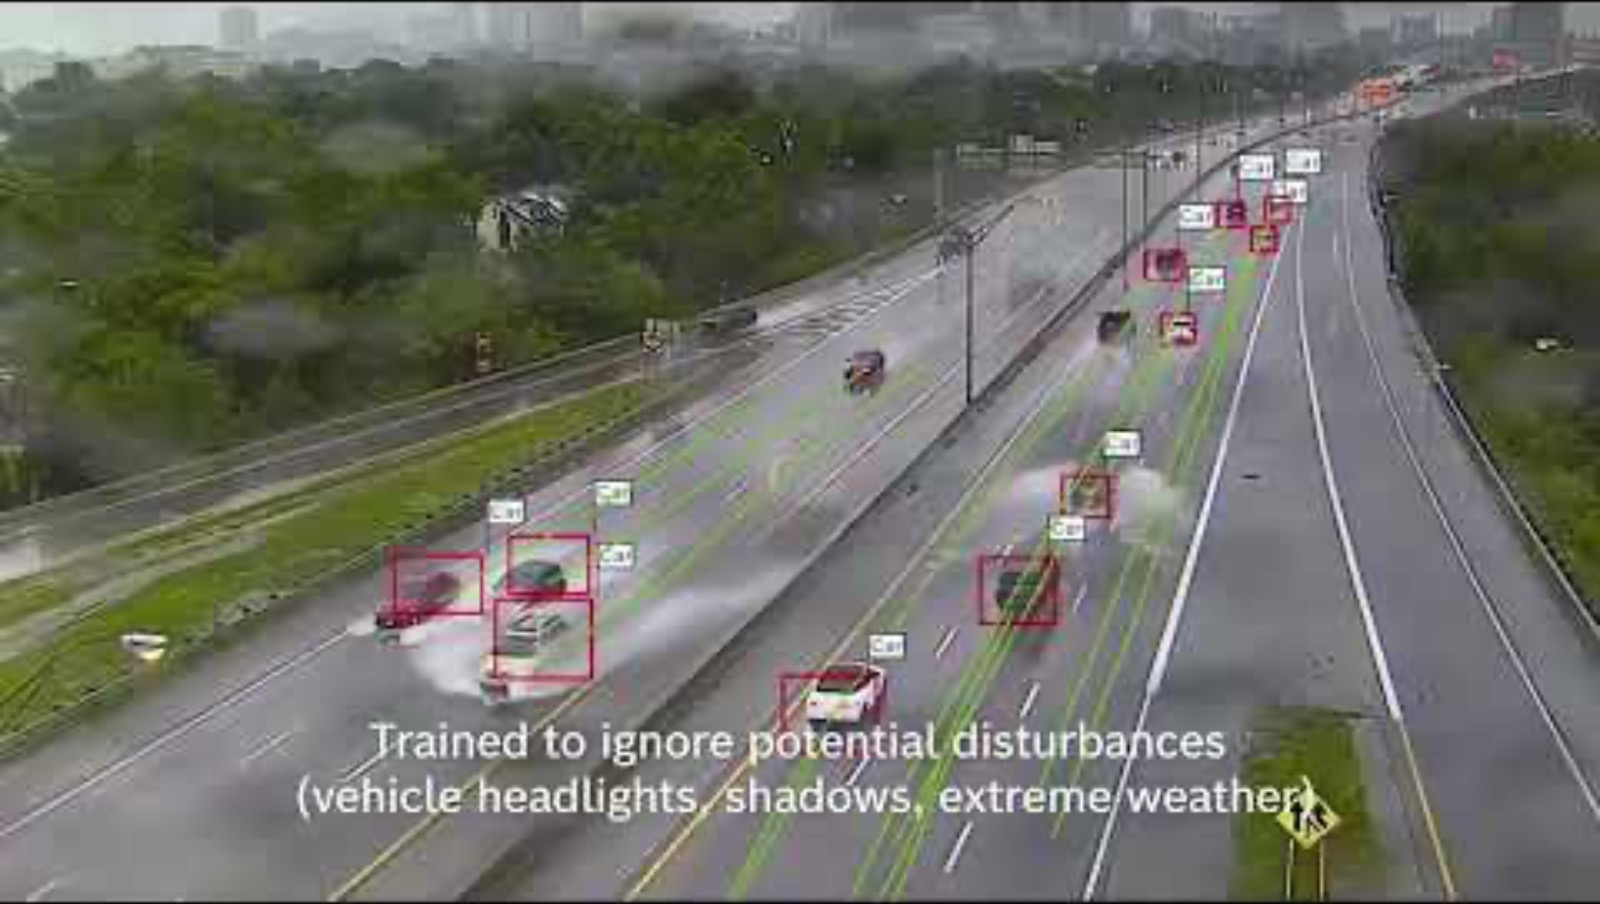 Car
Car
Car
Car
Car
Car
Car
Car
Car
Car
Car
Trained to ignore potential disturbances
(vehicle headlights, shadows, extreme weather)